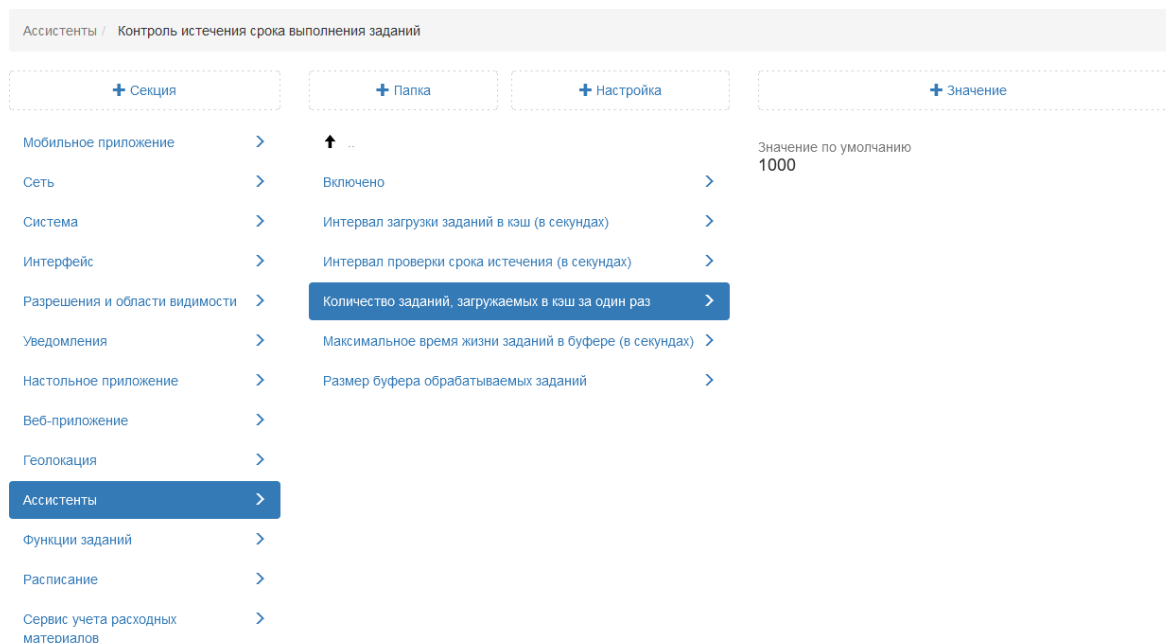 Ассистенты / Контроль истечения срока выполнения заданий
+ Секция
+ Папка
+ Настройка
+ Значение
Мобильное приложение
Сеть
Система
Интерфейс
Разрешения и области видимости
Уведомления
Настольное приложение
Веб-приложение
Геолокация
Ассистенты
Функции заданий
Расписание
Сервис учета расходных
материалов
..
Включено
Интервал загрузки заданий в кэш (в секундах)
Интервал проверки срока истечения (в секундах)
Количество заданий, загружаемых в кэш за один раз
Максимальное время жизни заданий в буфере (в секундах)
Размер буфера обрабатываемых заданий
Значение по умолчанию
1000